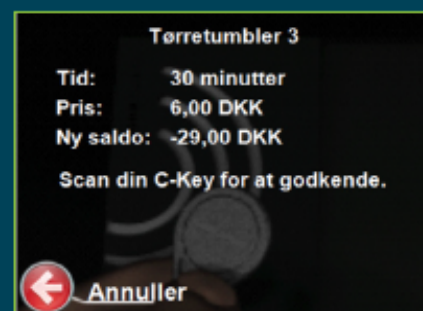 Tørretumbler 3
Tid: 30 minutter
Pris: 6,00 DKK
Ny saldo: -29,00 DKK
Scan din C-Key for at godkende.
Annuller